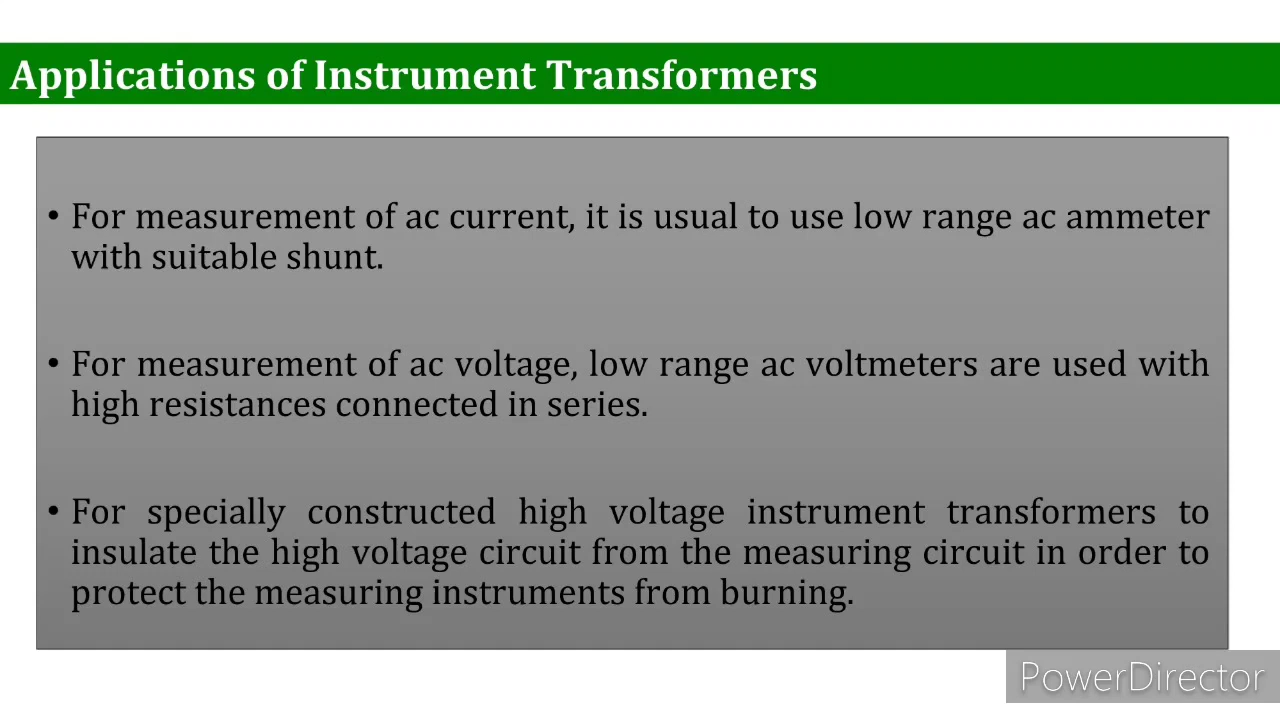 Applications of Instrument Transformers
• For measurement of ac current, it is usual to use low range ac ammeter
with suitable shunt.
• For measurement of ac voltage, low range ac voltmeters are used with
high resistances connected in series.
• For specially constructed high voltage instrument transformers to
insulate the high voltage circuit from the measuring circuit in order to
protect the measuring instruments from burning.
PowerDirector